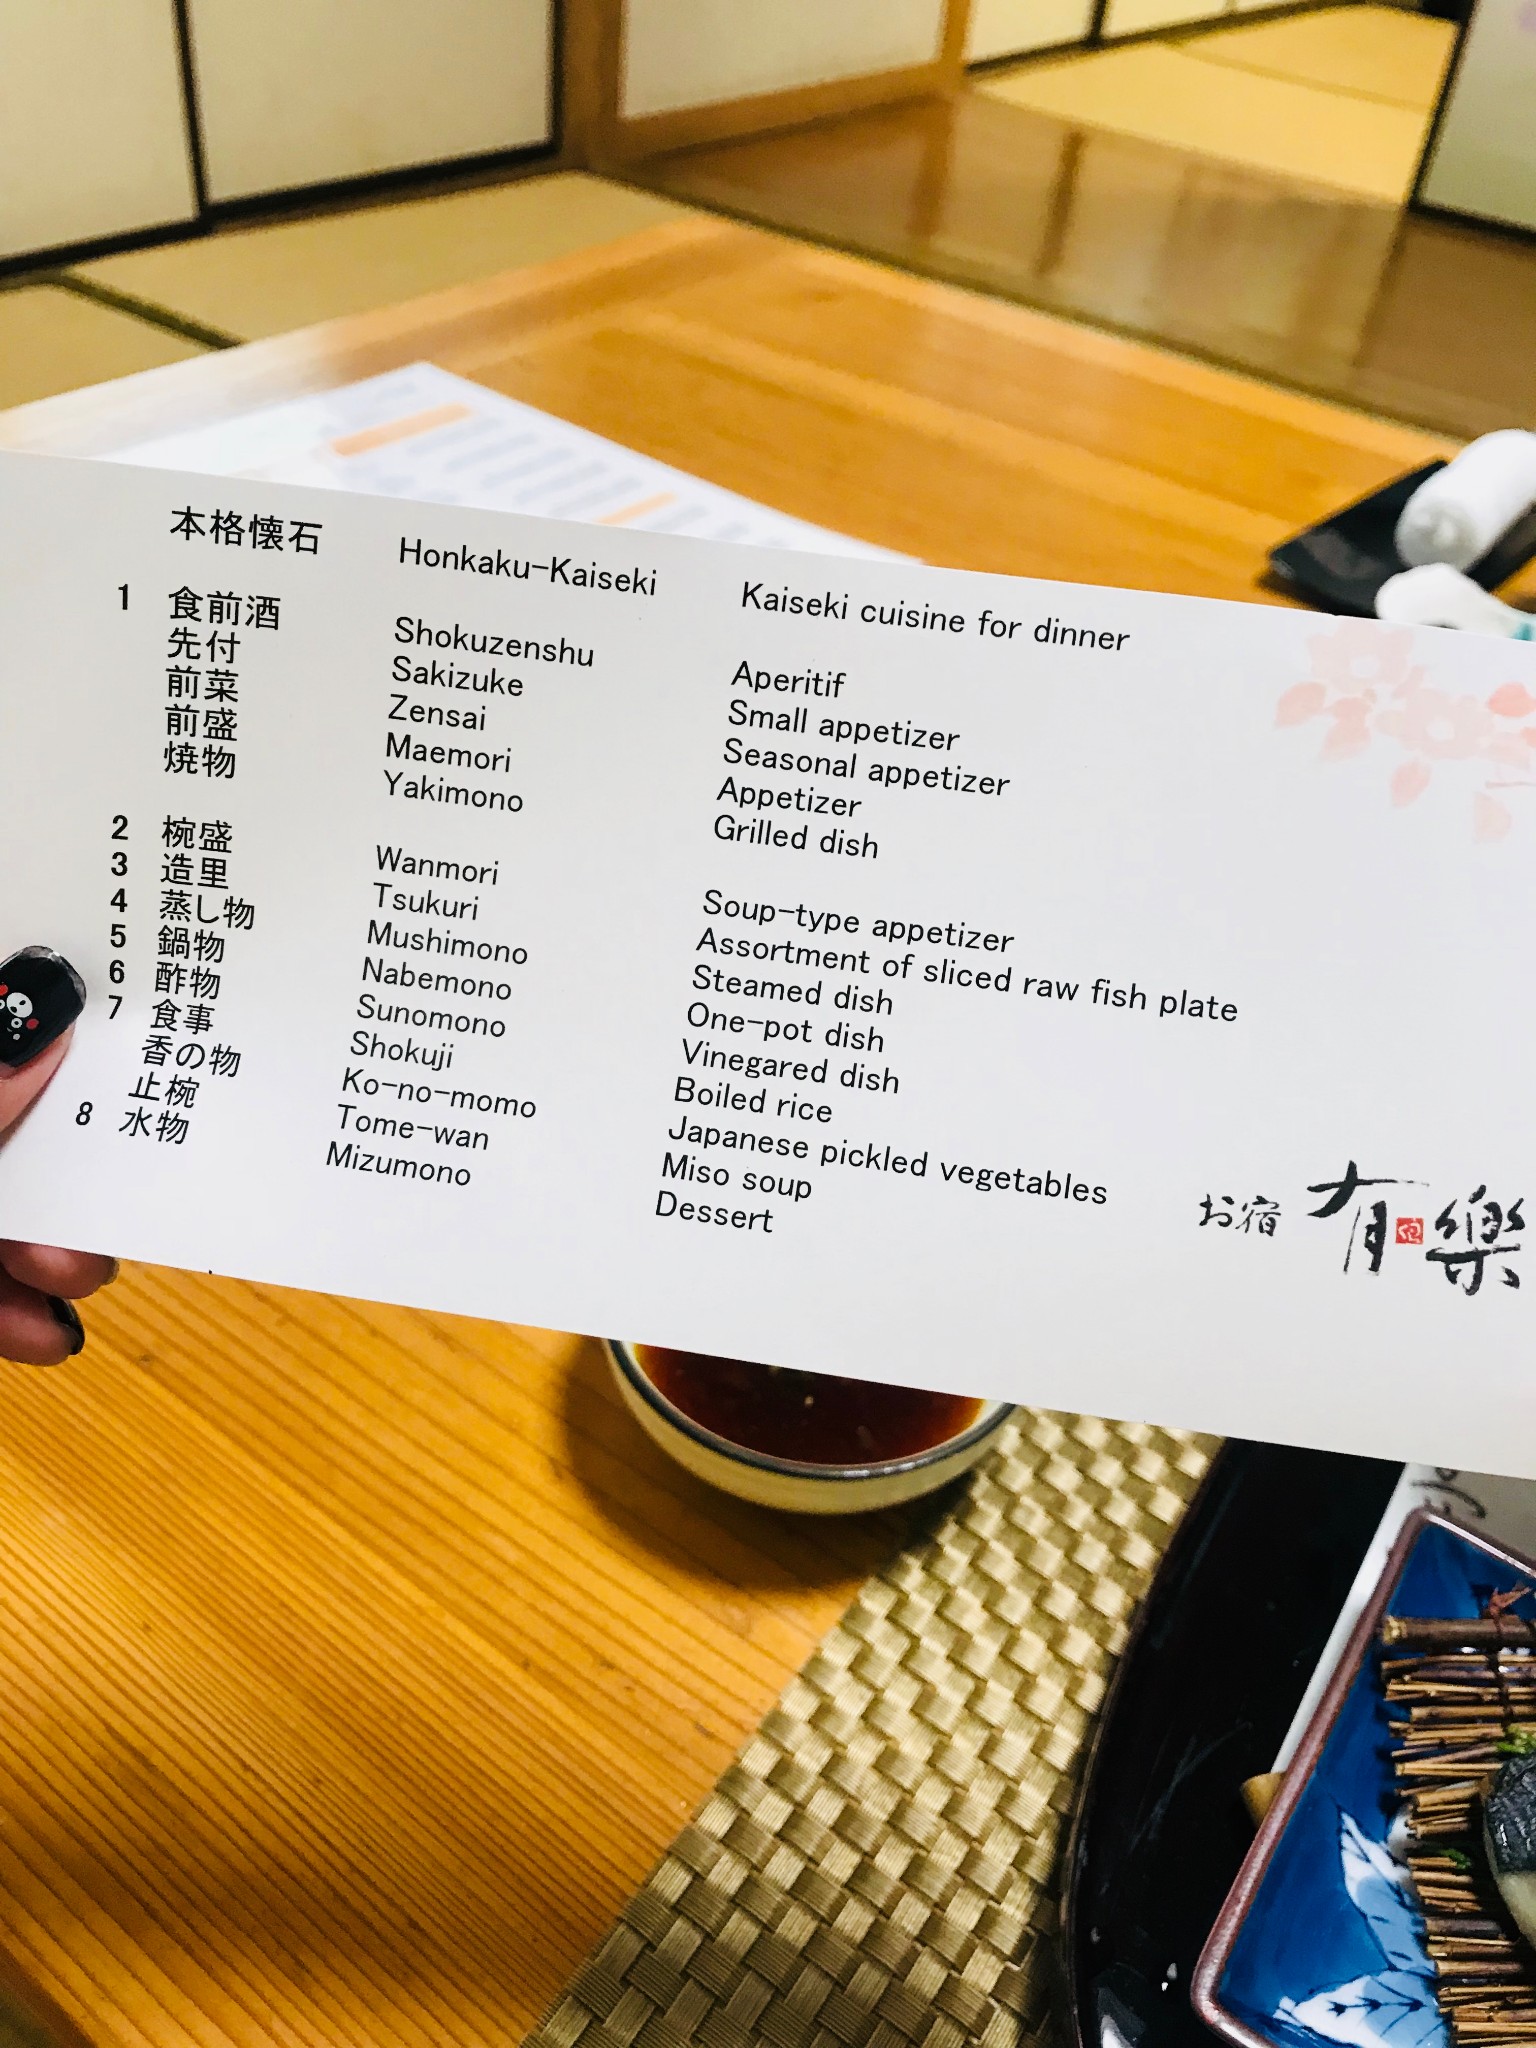 本格懐石 Honkaku-Kaiseki Kaiseki cuisine for dinner
1 食前酒 Shokuzenshu Aperitif
先付 Sakizuke Small appetizer
前菜 Zensai Seasonal appetizer
前盛 Maemori Appetizer
焼物 Yakimono Grilled dish
2 椀盛 Wanmori Soup-type appetizer
3 造里 Tsukuri Assortment of sliced raw fish plate
4 蒸し物 Mushimono Steamed dish
5 鍋物 Nabemono One-pot dish
6 酢物 Sunomono Vinegared dish
7 食事 Shokuji Boiled rice
香の物 Ko-no-momo Japanese pickled vegetables
止椀 Tome-wan Miso soup
8 水物 Mizumono Dessert
お宿 有樂